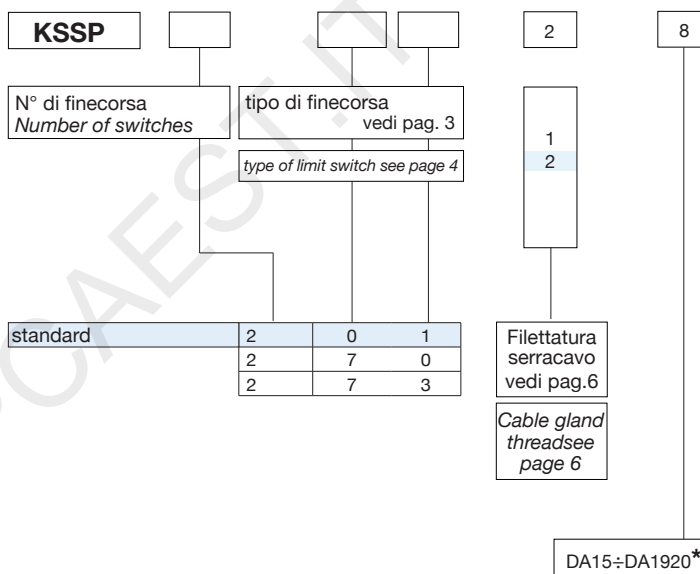 KSSP 2 8
N° di finecorsa
Number of switches
tipo di finecorsa
vedi pag. 3
type of limit switch see page 4
1
2
standard 2 0 1
2 7 0
2 7 3
Filettatura
serracavo
vedi pag.6
Cable gland
threadsee
page 6
DA15÷DA1920*
CAEST.IT